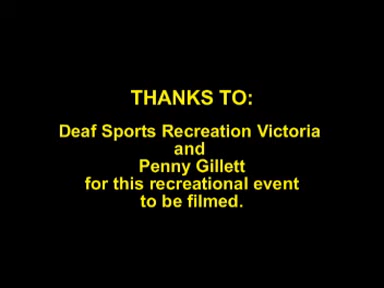 THANKS TO:
Deaf Sports Recreation Victoria
and
Penny Gillett
for this recreational event
to be filmed.